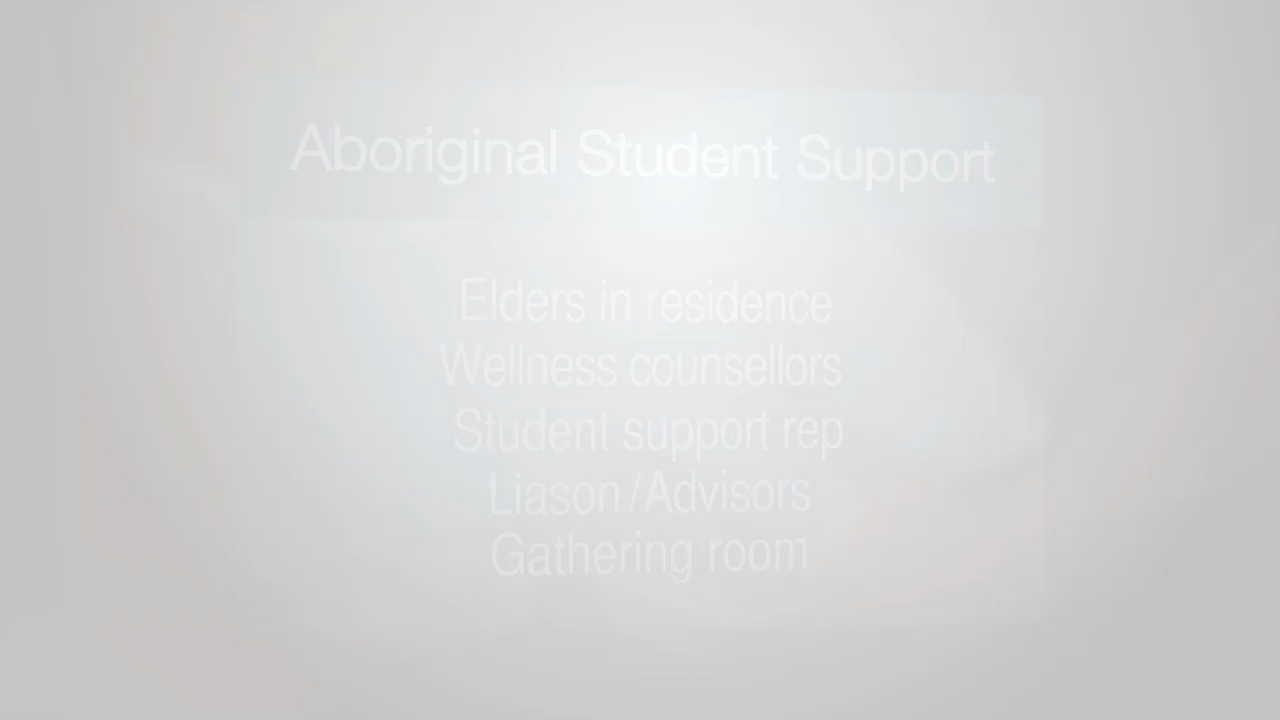 Aboriginal Student Support
Elders in residence
Wellness counsellors
Student support rep
Liason/Advisors
Gathering room